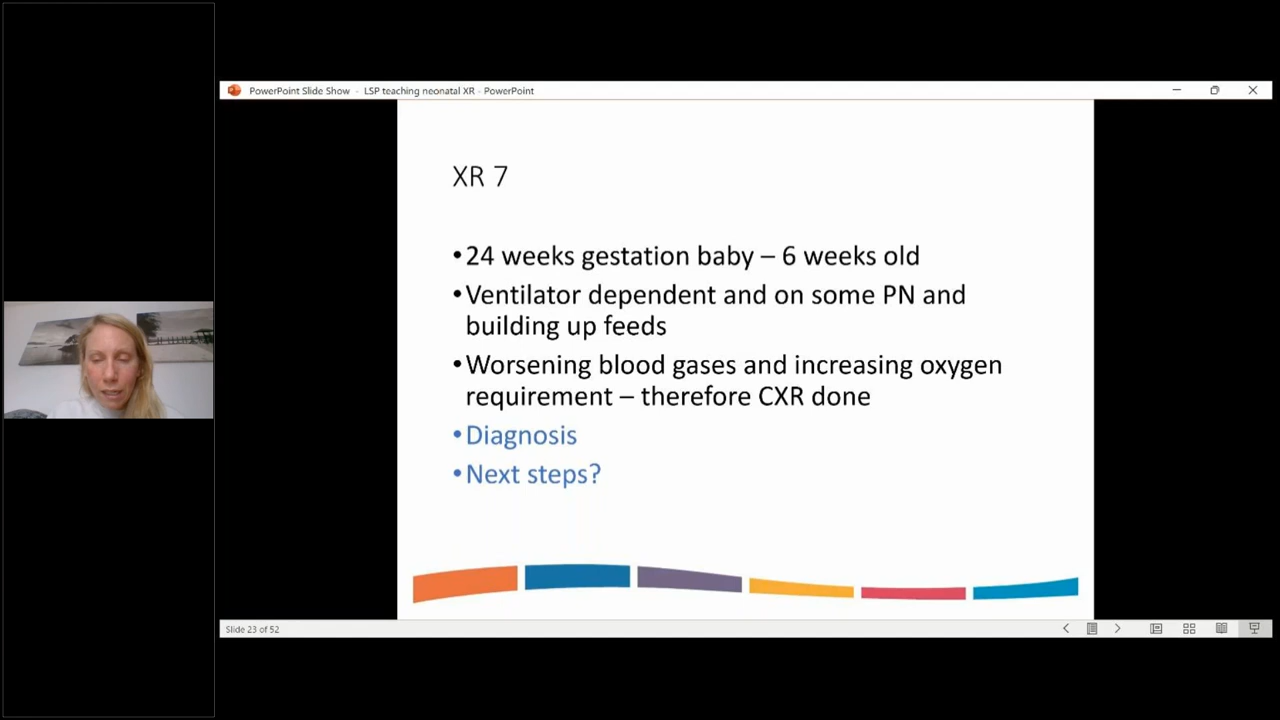 PowerPoint Slide Show - LSP teaching neonatal XR - PowerPoint
XR 7
•24 weeks gestation baby – 6 weeks old
•Ventilator dependent and on some PN and
building up feeds
•Worsening blood gases and increasing oxygen
requirement – therefore CXR done
•Diagnosis
•Next steps?
Slide 23 of 52